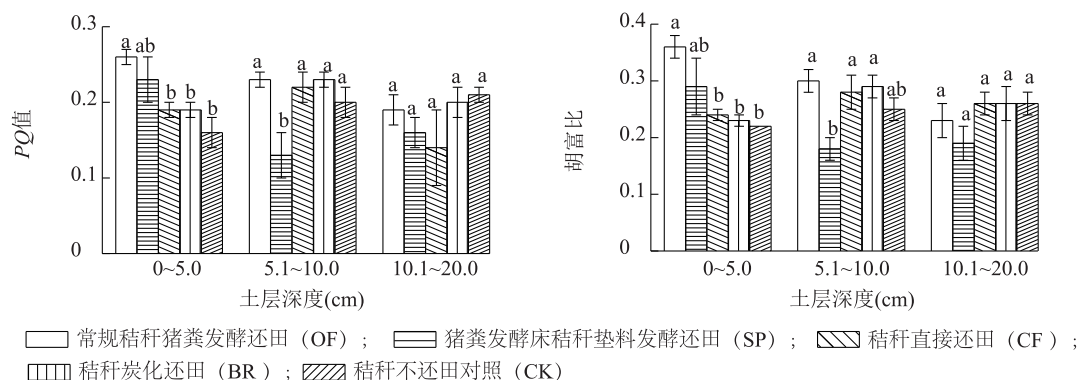 0.3
0.2
0.1
0
PQ值
a ab b b b
b a a a a
a a a a a
0~5.0 5.1~10.0 10.1~20.0
土层深度(cm)
0.4
0.3
0.2
0.1
0
胡富比
a ab b b b
a b a a ab
a a a a a
0~5.0 5.1~10.0 10.1~20.0
土层深度(cm)
常规秸秆猪粪发酵还田(OF); 猪粪发酵床秸秆垫料发酵还田(SP); 秸秆直接还田(CF);
秸秆炭化还田(BR); 秸秆不还田对照(CK)